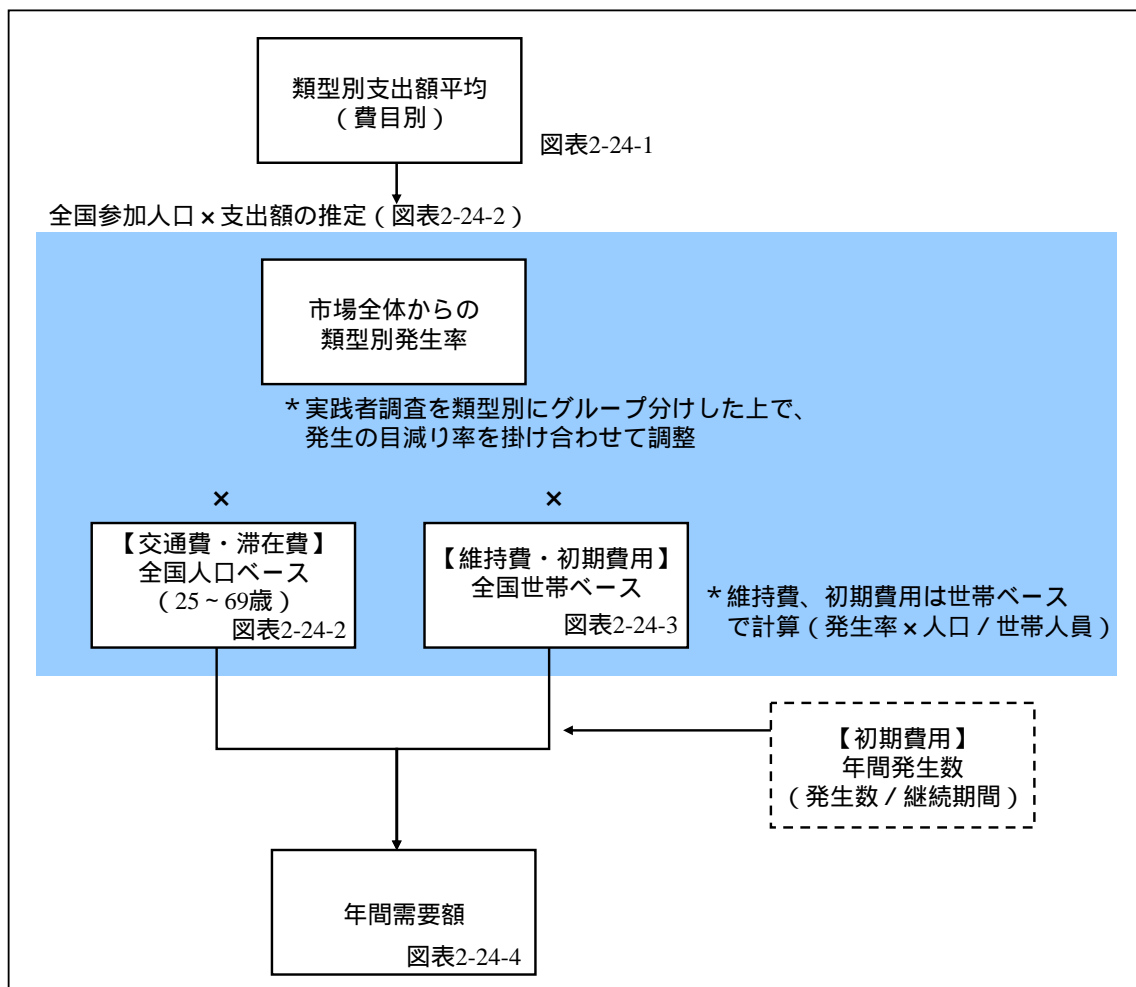 類型別支出額平均
（費目別）
図表2-24-1
全国参加人口×支出額の推定（図表2-24-2）
市場全体からの
類型別発生率
＊実践者調査を類型別にグループ分けした上で、
発生の目減り率を掛け合わせて調整
×
×
【交通費・滞在費】
全国人口ベース
（25～69歳）
図表2-24-2
【維持費・初期費用】
全国世帯ベース
図表2-24-3
＊維持費、初期費用は世帯ベース
で計算（発生率×人口／世帯人員）
【初期費用】
年間発生数
（発生数／継続期間）
年間需要額
図表2-24-4